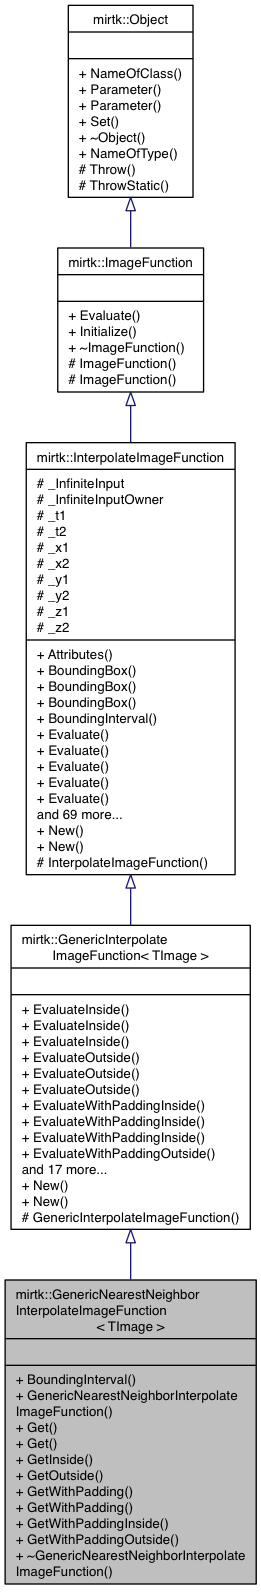 mirtk::Object
+ NameOfClass()
+ Parameter()
+ Parameter()
+ Set()
+ ~Object()
+ NameOfType()
# Throw()
# ThrowStatic()
mirtk::ImageFunction
+ Evaluate()
+ Initialize()
+ ~ImageFunction()
# ImageFunction()
# ImageFunction()
mirtk::InterpolateImageFunction
# _InfiniteInput
# _InfiniteInputOwner
# _t1
# _t2
# _x1
# _x2
# _y1
# _y2
# _z1
# _z2
+ Attributes()
+ BoundingBox()
+ BoundingBox()
+ BoundingBox()
+ BoundingInterval()
+ Evaluate()
+ Evaluate()
+ Evaluate()
+ Evaluate()
+ Evaluate()
and 69 more...
+ New()
+ New()
# InterpolateImageFunction()
mirtk::GenericInterpolate
ImageFunction< TImage >
+ EvaluateInside()
+ EvaluateInside()
+ EvaluateInside()
+ EvaluateOutside()
+ EvaluateOutside()
+ EvaluateOutside()
+ EvaluateWithPaddingInside()
+ EvaluateWithPaddingInside()
+ EvaluateWithPaddingInside()
+ EvaluateWithPaddingOutside()
and 17 more...
+ New()
+ New()
# GenericInterpolateImageFunction()
mirtk::GenericNearestNeighbor
InterpolateImageFunction
< TImage >
+ BoundingInterval()
+ GenericNearestNeighborInterpolate
ImageFunction()
+ Get()
+ Get()
+ GetInside()
+ GetOutside()
+ GetWithPadding()
+ GetWithPadding()
+ GetWithPaddingInside()
+ GetWithPaddingOutside()
+ ~GenericNearestNeighborInterpolate
ImageFunction()